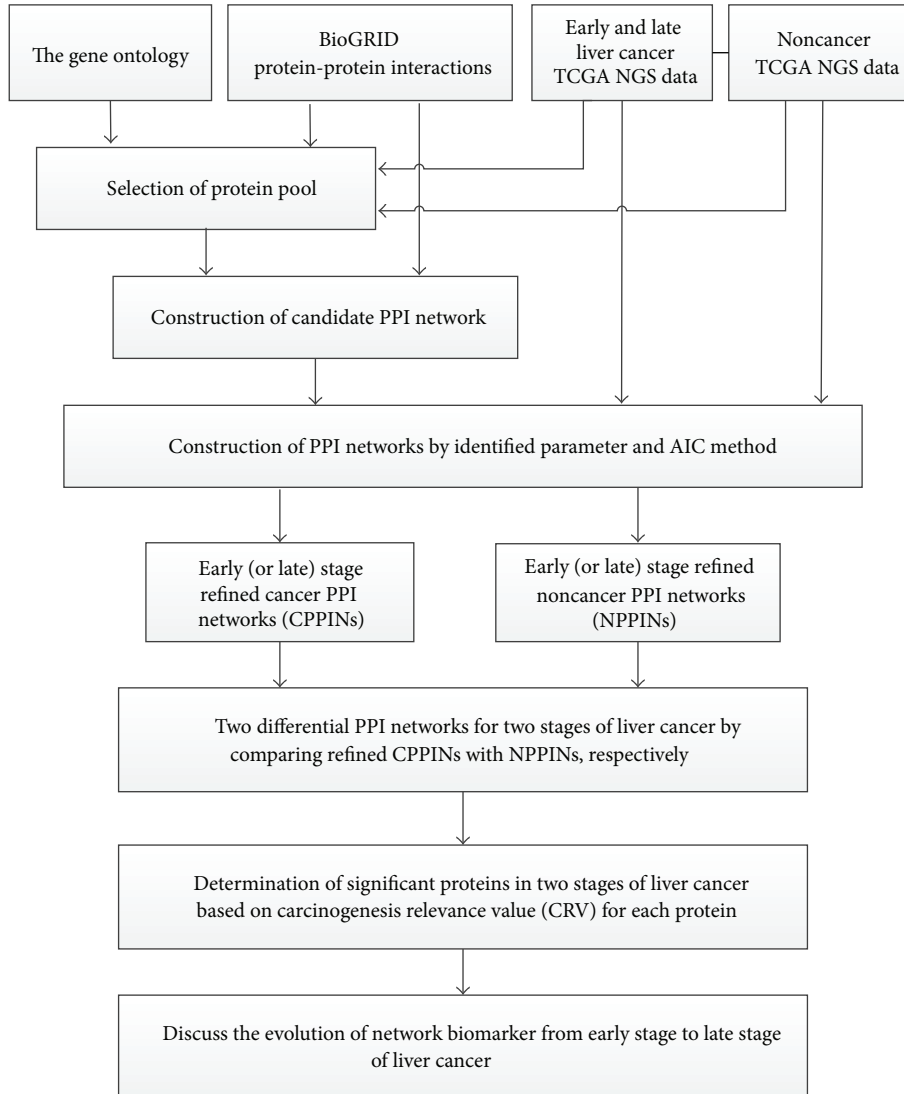 The gene ontology
BioGRID
protein-protein interactions
Early and late
liver cancer
TCGA NGS data
Noncancer
TCGA NGS data
Selection of protein pool
Construction of candidate PPI network
Construction of PPI networks by identified parameter and AIC method
Early (or late) stage
refined cancer PPI
networks (CPPINs)
Early (or late) stage refined
noncancer PPI networks
(NPPINs)
Two differential PPI networks for two stages of liver cancer by
comparing refined CPPINs with NPPINs, respectively
Determination of significant proteins in two stages of liver cancer
based on carcinogenesis relevance value (CRV) for each protein
Discuss the evolution of network biomarker from early stage to late stage
of liver cancer